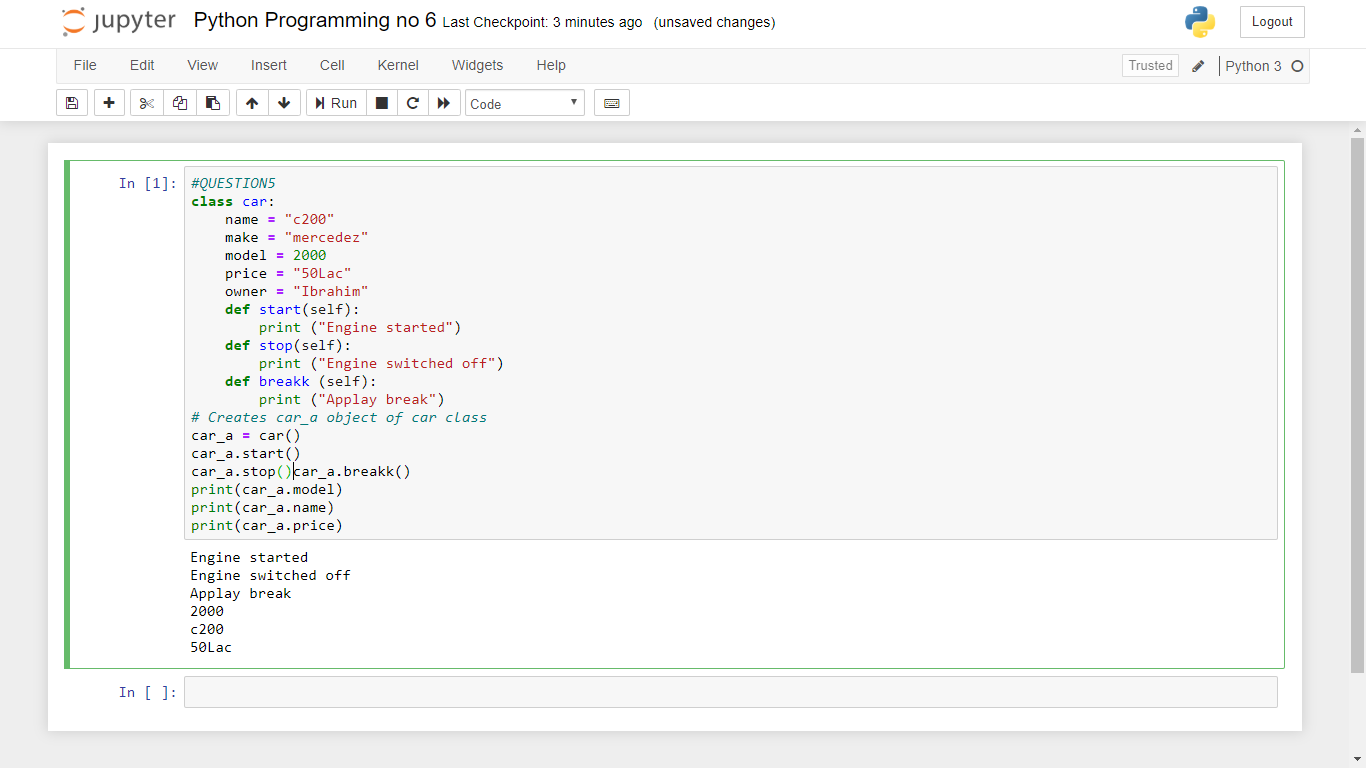 jupyter Python Programming no 6 Last Checkpoint: 3 minutes ago (unsaved changes) Logout
File Edit View Insert Cell Kernel Widgets Help Trusted Python 3
Run Code
In [1]:
#QUESTION5
class car:
    name = "c200"
    make = "mercedez"
    model = 2000
    price = "50Lac"
    owner = "Ibrahim"
    def start(self):
        print ("Engine started")
    def stop(self):
        print ("Engine switched off")
    def breakk (self):
        print ("Applay break")
# Creates car_a object of car class
car_a = car()
car_a.start()
car_a.stop()car_a.breakk()
print(car_a.model)
print(car_a.name)
print(car_a.price)
Engine started
Engine switched off
Applay break
2000
c200
50Lac
In [ ]: